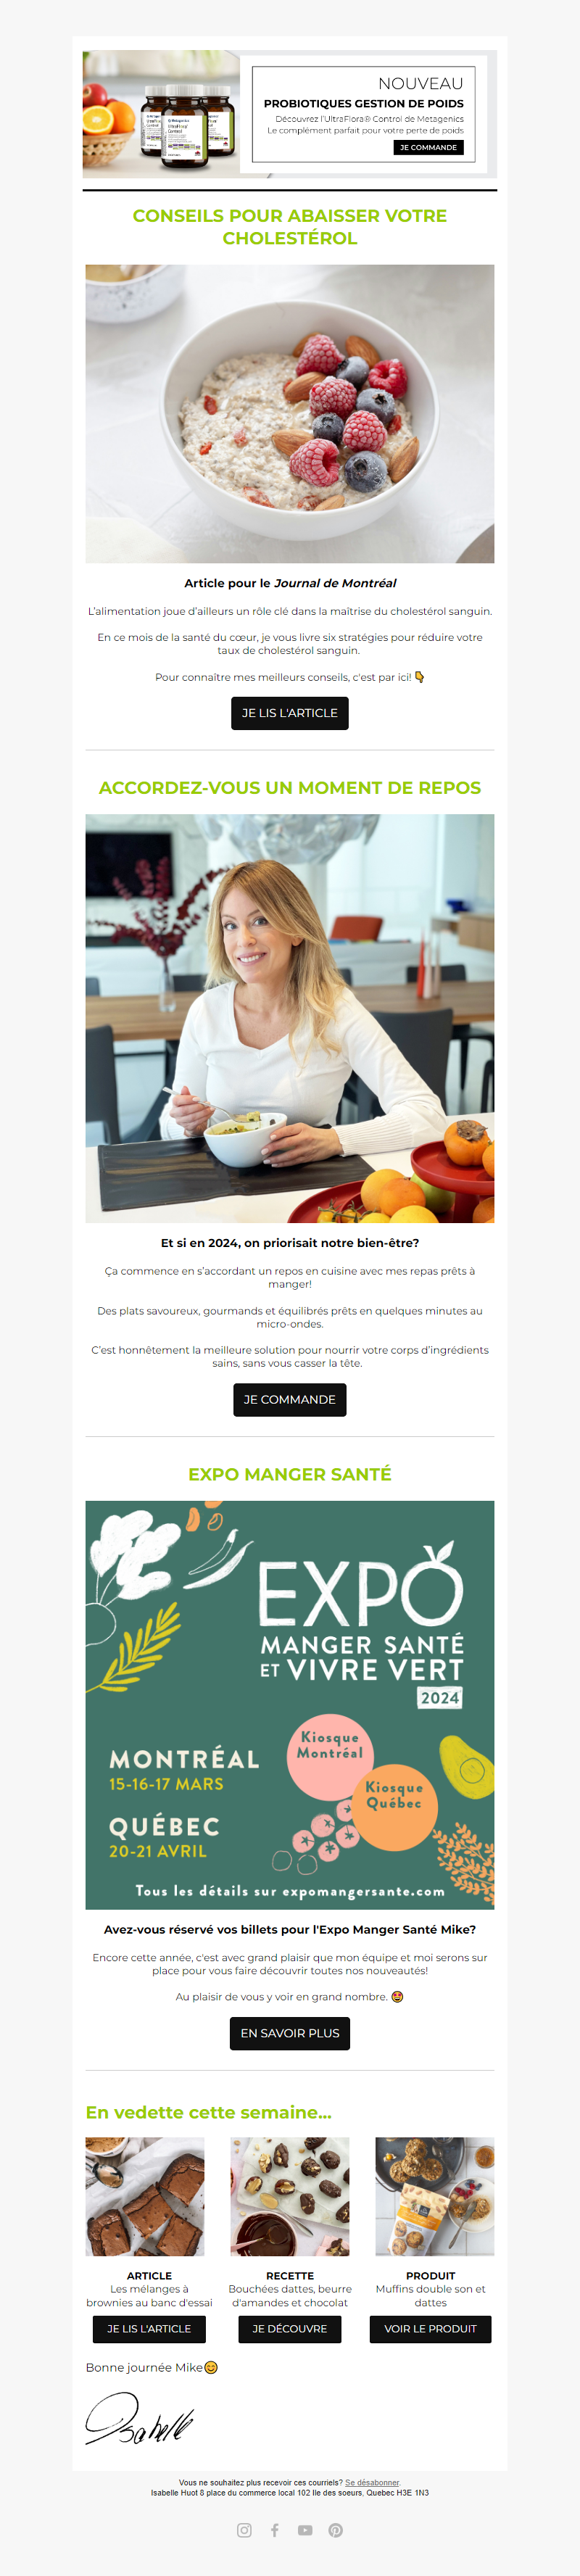 NOUVEAU
PROBIOTIQUES GESTION DE POIDS
Découvrez l'UltraFlora® Control de Metagenics
Le complément parfait pour votre perte de poids
JE COMMANDE
Metagenics
UltraFlora
Control
CONSEILS POUR ABAISSER VOTRE
CHOLESTÉROL
Article pour le Journal de Montréal
L'alimentation joue d'ailleurs un rôle clé dans la maîtrise du cholestérol sanguin.
En ce mois de la santé du cœur, je vous livre six stratégies pour réduire votre
taux de cholestérol sanguin.
Pour connaître mes meilleurs conseils, c'est par ici! 👇
JE LIS L'ARTICLE
ACCORDEZ-VOUS UN MOMENT DE REPOS
Et si en 2024, on priorisait notre bien-être?
Ça commence en s'accordant un repos en cuisine avec mes repas prêts à
manger!
Des plats savoureux, gourmands et équilibrés prêts en quelques minutes au
micro-ondes.
C'est honnêtement la meilleure solution pour nourrir votre corps d'ingrédients
sains, sans vous casser la tête.
JE COMMANDE
EXPO MANGER SANTÉ
EXPO
MANGER SANTÉ
ET VIVRE VERT
2024
Kiosque
Montréal
MONTRÉAL
15-16-17 MARS
Kiosque
Québec
QUÉBEC
20-21 AVRIL
Tous les détails sur expomangersante.com
Avez-vous réservé vos billets pour l'Expo Manger Santé Mike?
Encore cette année, c'est avec grand plaisir que mon équipe et moi serons sur
place pour vous faire découvrir toutes nos nouveautés!
Au plaisir de vous y voir en grand nombre. 🤩
EN SAVOIR PLUS
En vedette cette semaine...
ARTICLE
Les mélanges à
brownies au banc d'essai
JE LIS L'ARTICLE
RECETTE
Bouchées dattes, beurre
d'amandes et chocolat
JE DÉCOUVRE
PRODUIT
Muffins double son et
dattes
VOIR LE PRODUIT
Bonne journée Mike😊
Isabelle
Vous ne souhaitez plus recevoir ces courriels? Se désabonner.
Isabelle Huot 8 place du commerce local 102 Ile des soeurs, Quebec H3E 1N3